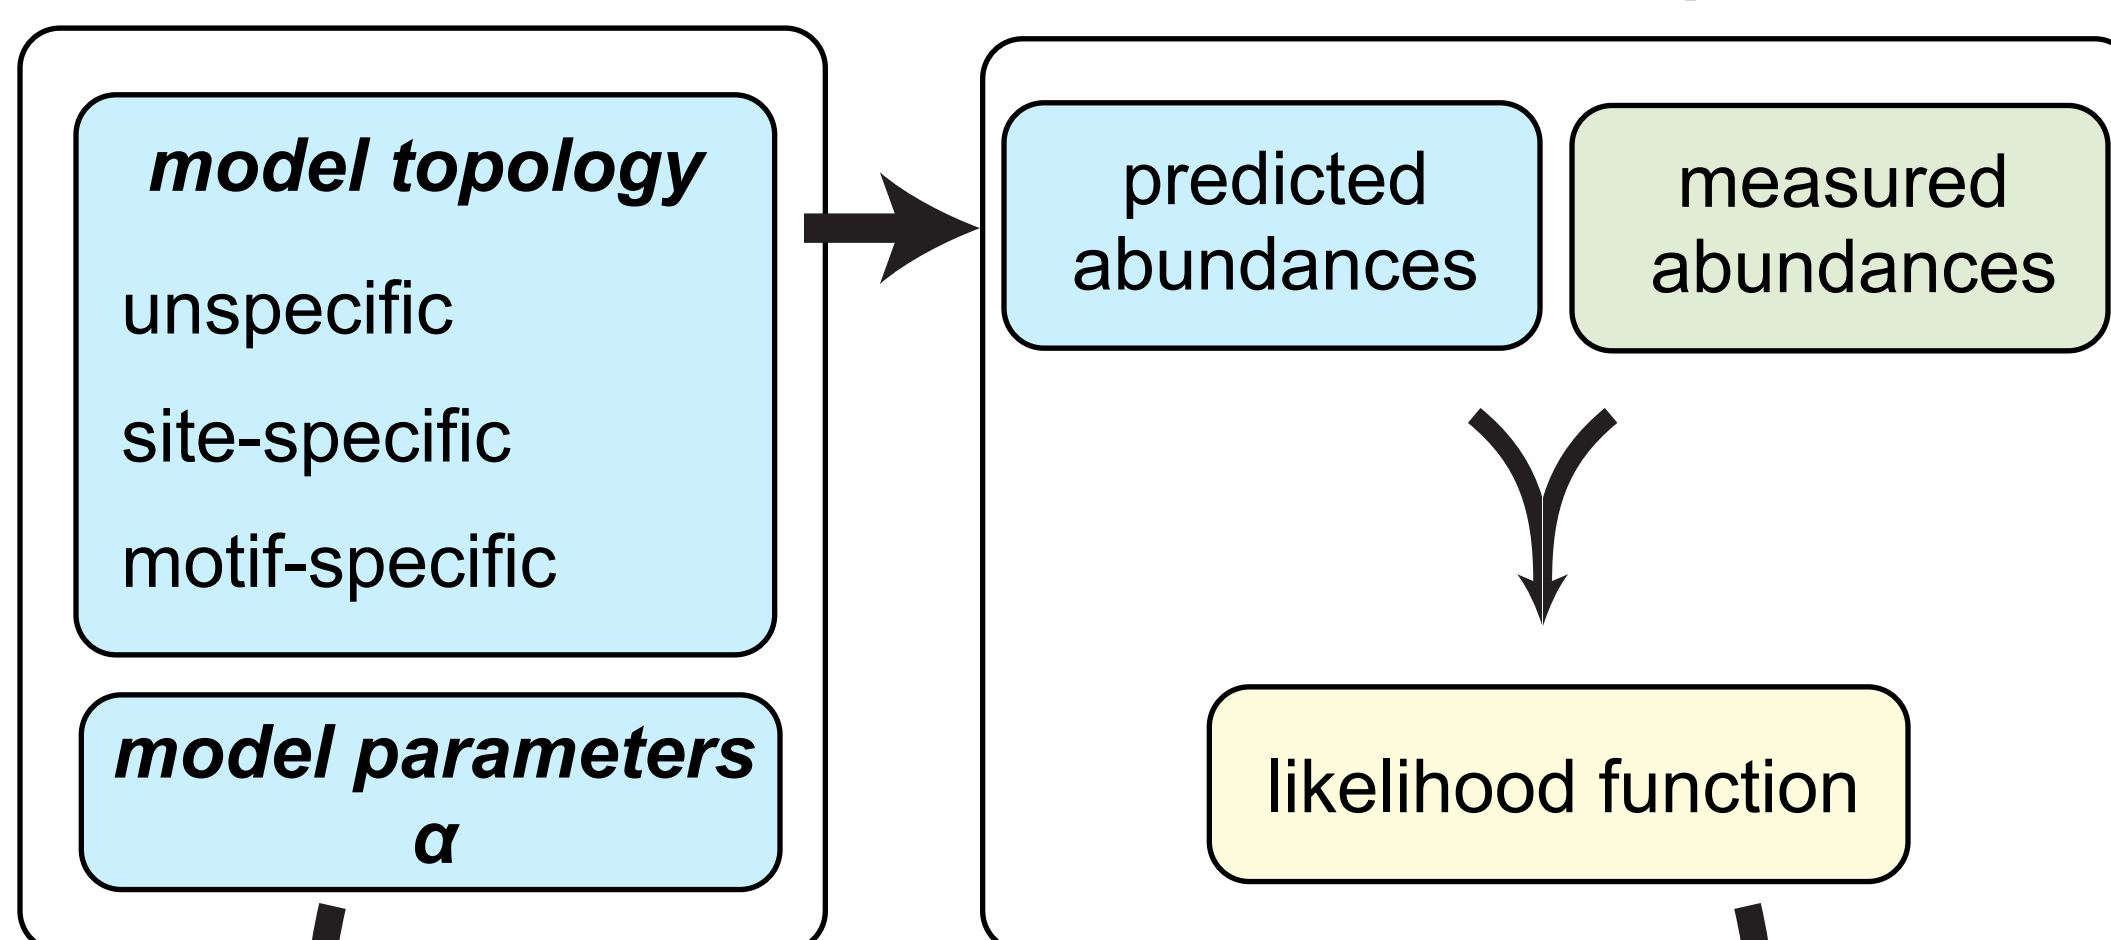 model topology
unspecific
site-specific
motif-specific
model parameters
α
predicted
abundances
measured
abundances
likelihood function